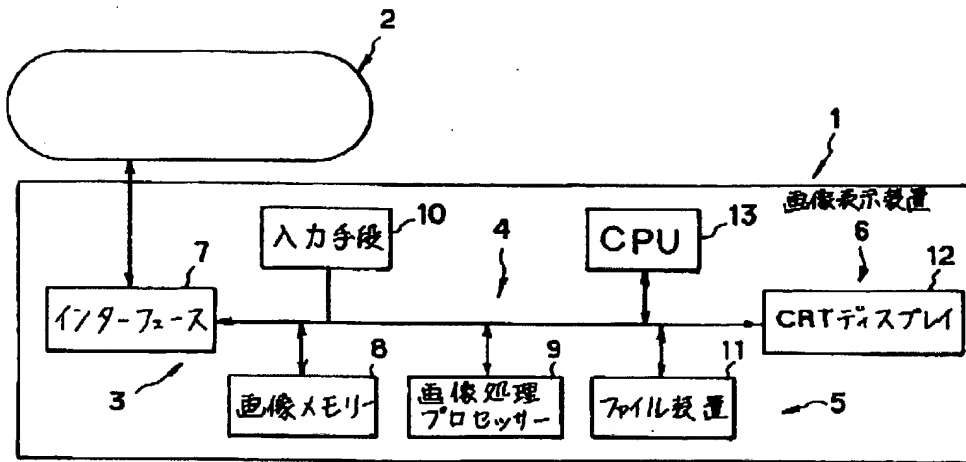 2
1
画像表示装置
10
入力手段
4
CPU
13
6
12
7
インターフェース
CRTディスプレイ
3
8
画像メモリー
9
画像処理
プロセッサー
11
ファイル装置
5